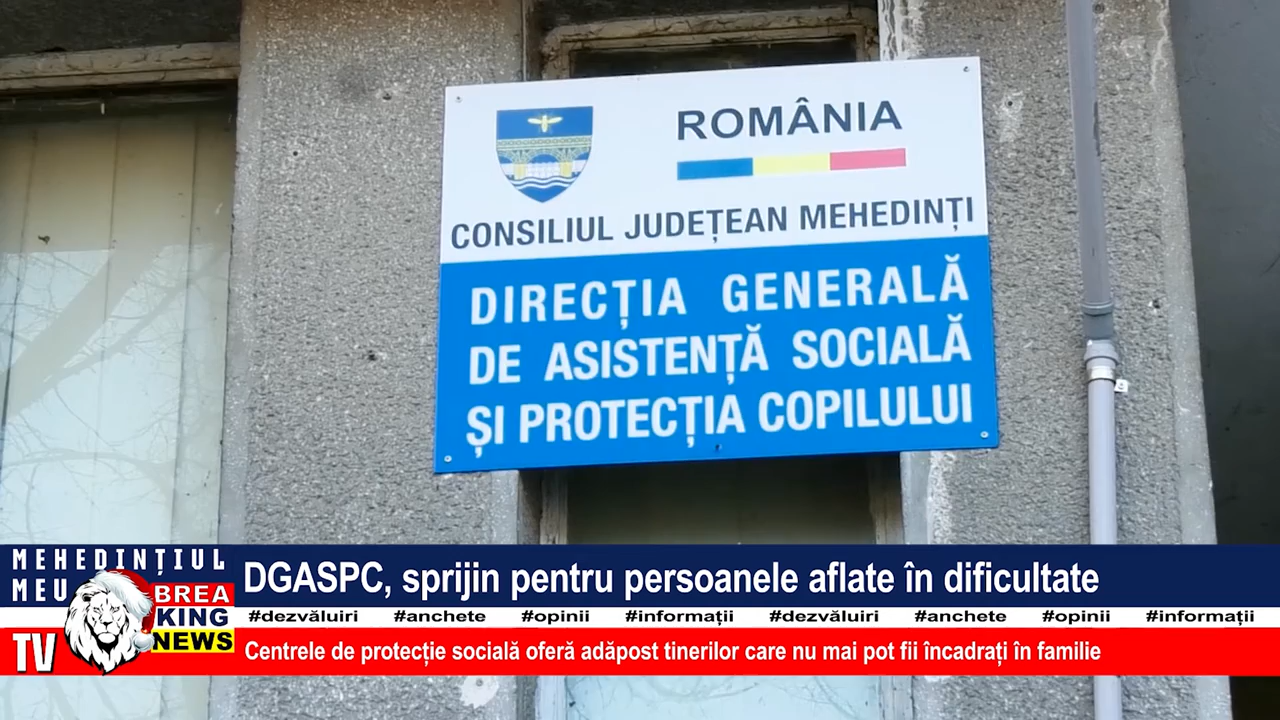 ROMÂNIA
CONSILIUL JUDEȚEAN MEHEDINȚI
DIRECȚIA GENERALĂ
DE ASISTENȚĂ SOCIALĂ
ȘI PROTECȚIA COPILULUI
MEHEDINȚIUL
MEU
TV
BREA
KING
NEWS
DGASPC, sprijin pentru persoanele aflate în dificultate
#dezvăluiri #anchete #opinii #informații #dezvăluiri #anchete #opinii #informații
Centrele de protecție socială oferă adăpost tinerilor care nu mai pot fii încadrați în familie